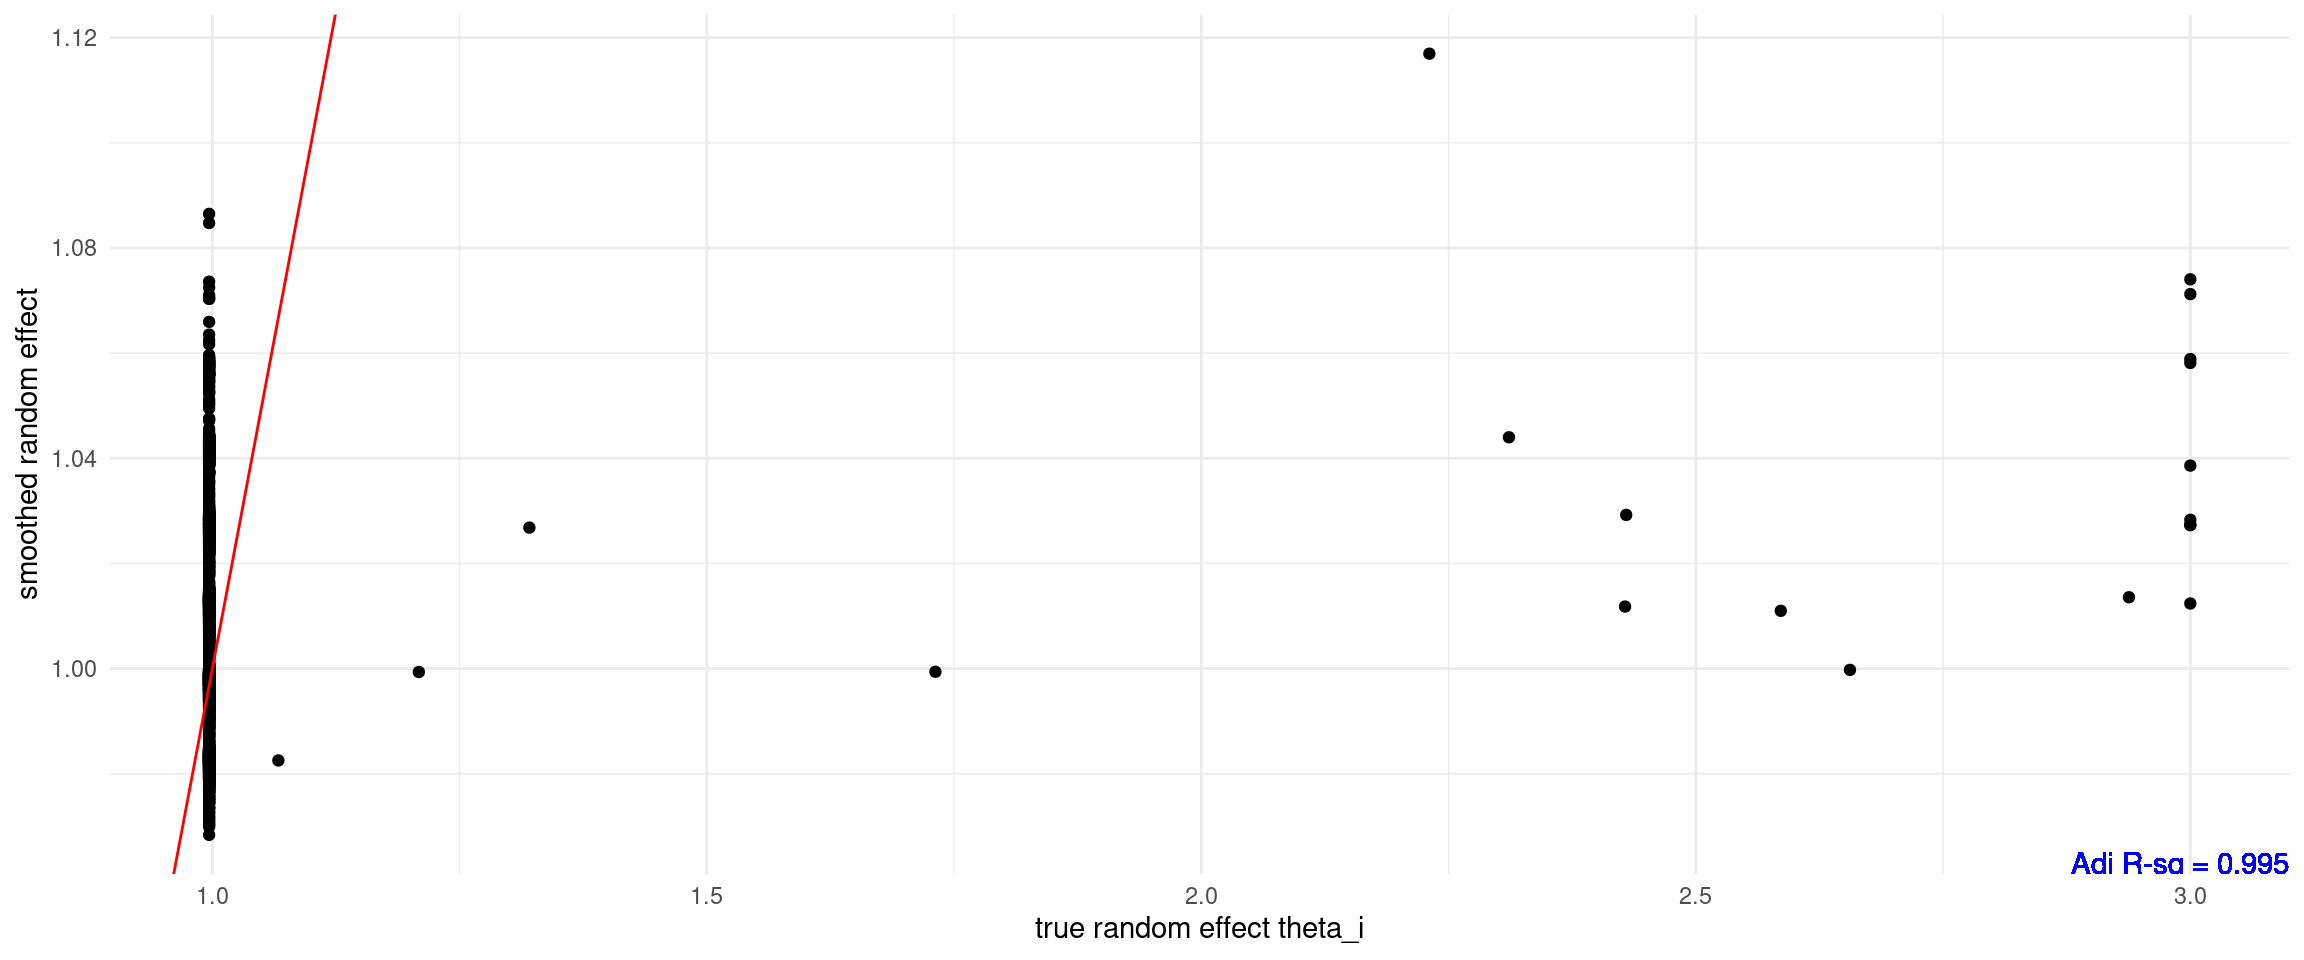 1.12
1.08
1.04
1.00
smoothed random effect
1.0 1.5 2.0 2.5 3.0
true random effect theta_i
Adj R-sq = 0.995